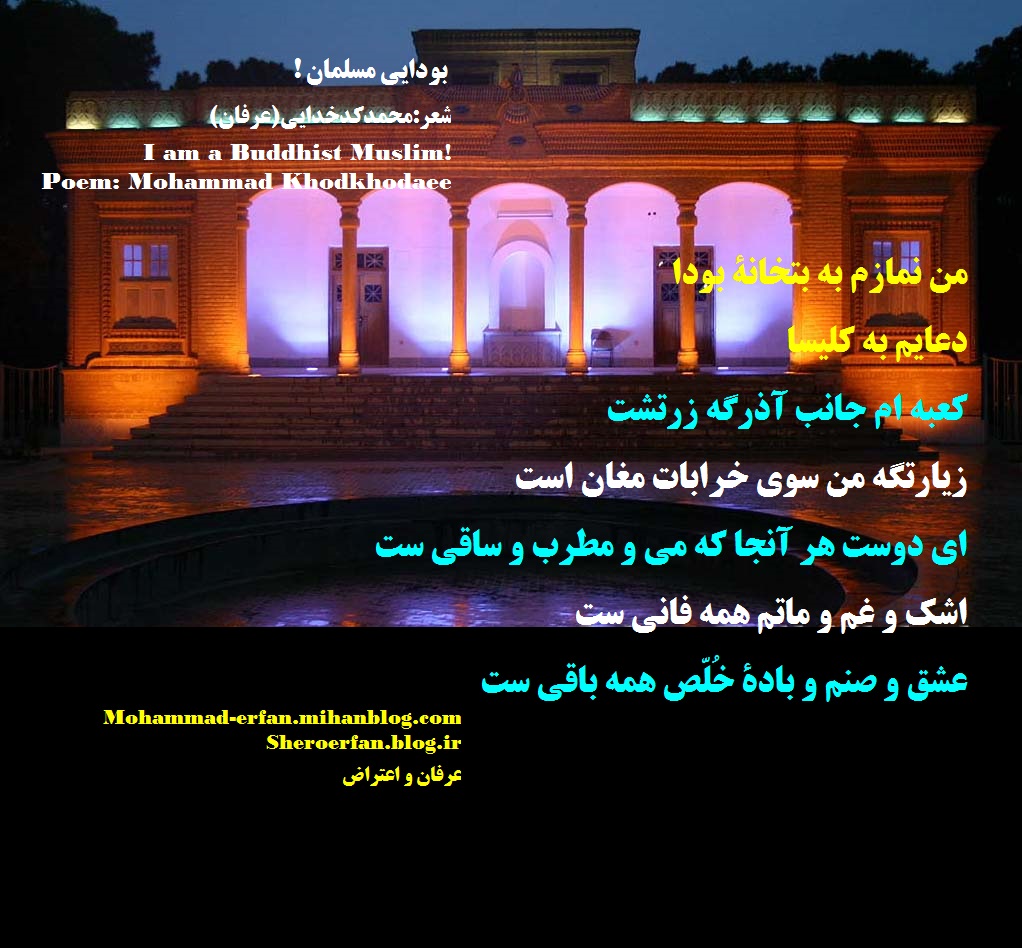 بودایی مسلمان !
شعر:محمدکدخدایی(عرفان)
I am a Buddhist Muslim!
Poem: Mohammad Khodkhodaee
من نمازم به بتخانۀ بودا
دعایم به کلیسا
کعبه ام جانب آذرگه زرتشت
زیارتگه من سوی خرابات مغان است
ای دوست هر آنجا که می و مطرب و ساقی ست
اشک و غم و ماتم همه فانی ست
عشق و صنم و بادۀ خُلّص همه باقی ست
Mohammad-erfan.mihanblog.com
Sheroerfan.blog.ir
عرفان و اعتراض